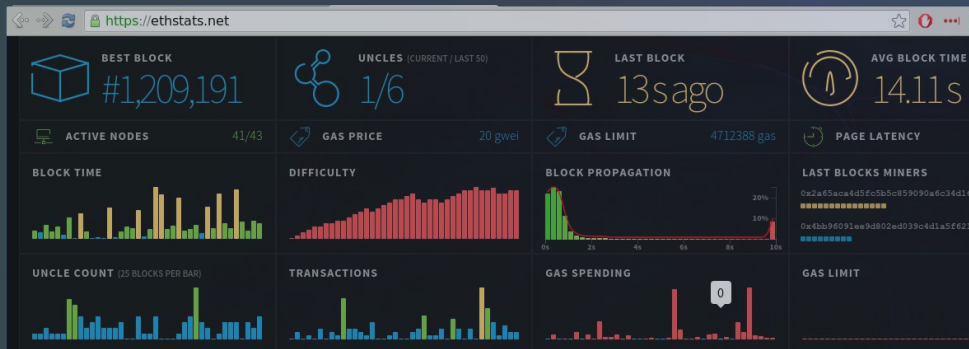 https://ethstats.net
BEST BLOCK
#1,209,191
UNCLES (CURRENT / LAST 50)
1/6
LAST BLOCK
13 s ago
AVG BLOCK TIME
14.11 s
ACTIVE NODES 41/43
GAS PRICE 20 gwei
GAS LIMIT 4712388 gas
PAGE LATENCY
BLOCK TIME
DIFFICULTY
BLOCK PROPAGATION
20%
10%
0s 2s 4s 6s 8s 10s
LAST BLOCKS MINERS
UNCLE COUNT (25 BLOCKS PER BAR)
TRANSACTIONS
GAS SPENDING
0
GAS LIMIT